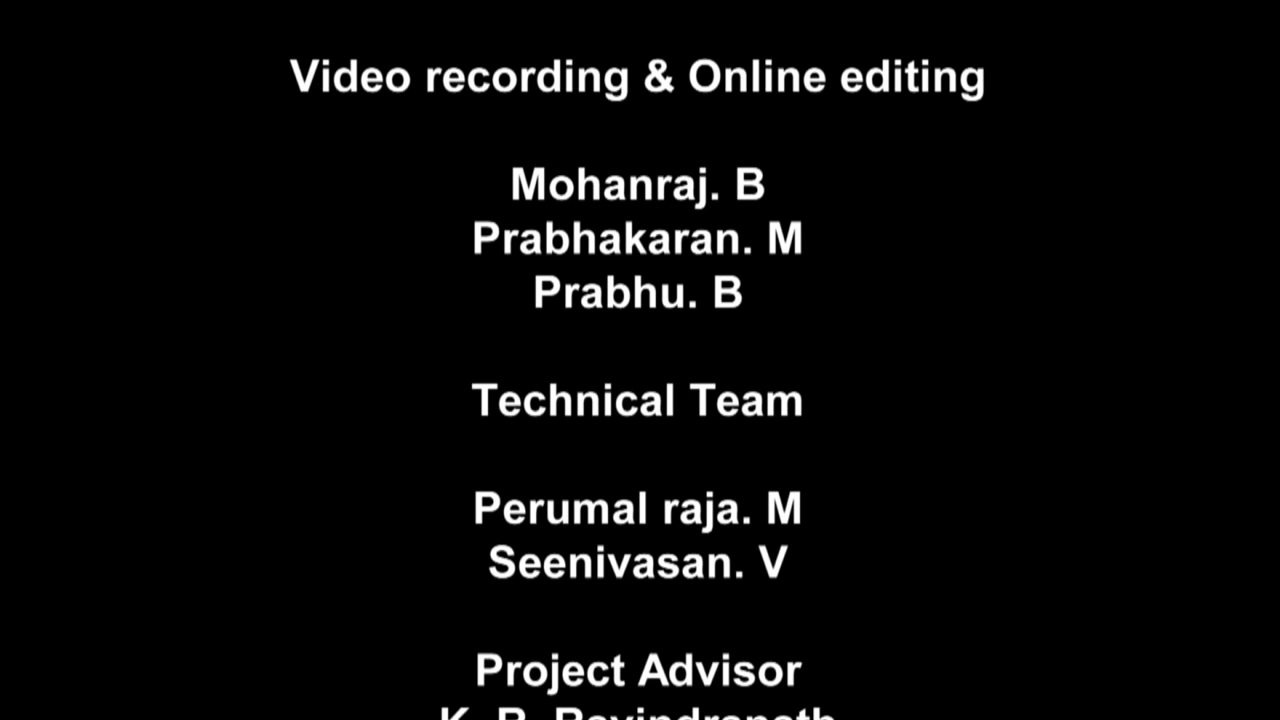 Video recording & Online editing
Mohanraj. B
Prabhakaran. M
Prabhu. B
Technical Team
Perumal raja. M
Seenivasan. V
Project Advisor